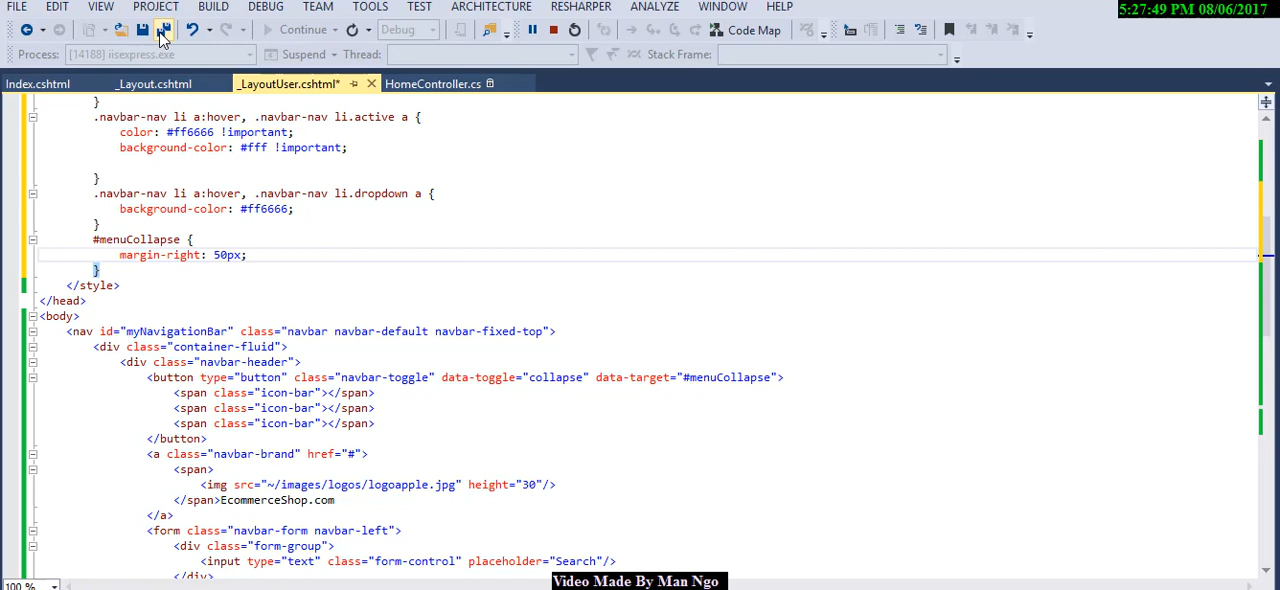 FILE EDIT VIEW PROJECT BUILD DEBUG TEAM TOOLS TEST ARCHITECTURE RESHARPER ANALYZE WINDOW HELP
5:27:49 PM 08/06/2017
Continue Debug Code Map
Process: [14188] iisexpress.exe Suspend Thread: Stack Frame:
Index.cshtml _Layout.cshtml _LayoutUser.cshtml* HomeController.cs
}
.navbar-nav li a:hover, .navbar-nav li.active a {
color: #ff6666 !important;
background-color: #fff !important;
}
.navbar-nav li a:hover, .navbar-nav li.dropdown a {
background-color: #ff6666;
}
#menuCollapse {
margin-right: 50px;
}
</style>
</head>
<body>
<nav id="myNavigationBar" class="navbar navbar-default navbar-fixed-top">
<div class="container-fluid">
<div class="navbar-header">
<button type="button" class="navbar-toggle" data-toggle="collapse" data-target="#menuCollapse">
<span class="icon-bar"></span>
<span class="icon-bar"></span>
<span class="icon-bar"></span>
</button>
<a class="navbar-brand" href="#">
<span>
<img src="~/images/logos/logoapple.jpg" height="30"/>
</span>EcommerceShop.com
</a>
<form class="navbar-form navbar-left">
<div class="form-group">
<input type="text" class="form-control" placeholder="Search"/>
</div>
100 %
Video Made By Man Ngo